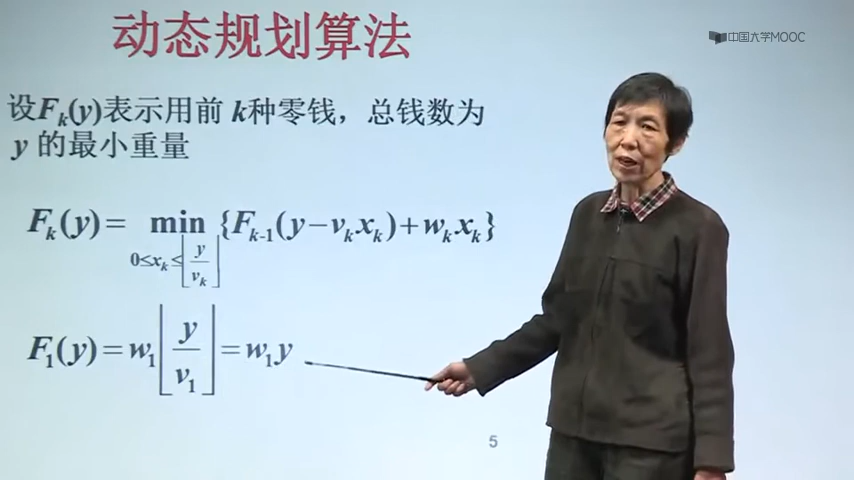 中国大学MOOC
动态规划算法
设Fk(y)表示用前 k种零钱，总钱数为
y 的最小重量
Fk(y)= min {Fk-1(y−vkxk)+wkxk}
0≤xk≤⌊y/vk⌋
F1(y)=w1⌊y/v1⌋=w1y
5